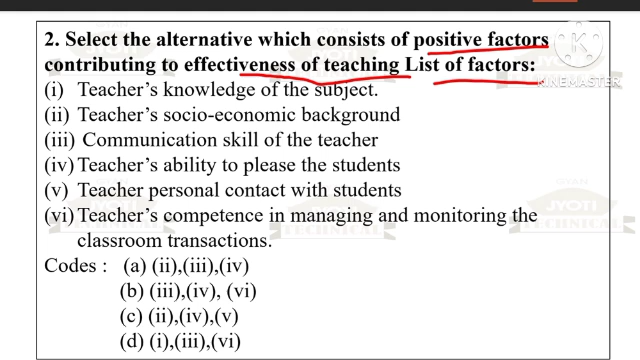 2. Select the alternative which consists of positive factors
contributing to effectiveness of teaching List of factors:
KINEMASTER
(i) Teacher's knowledge of the subject.
(ii) Teacher's socio-economic background
(iii) Communication skill of the teacher
(iv) Teacher's ability to please the students
(v) Teacher personal contact with students
(vi) Teacher's competence in managing and monitoring the
classroom transactions.
JYOTI
TECHNICAL
Codes : (a) (ii),(iii),(iv)
(b) (iii),(iv), (vi)
(c) (ii),(iv),(v)
(d) (i),(iii),(vi)